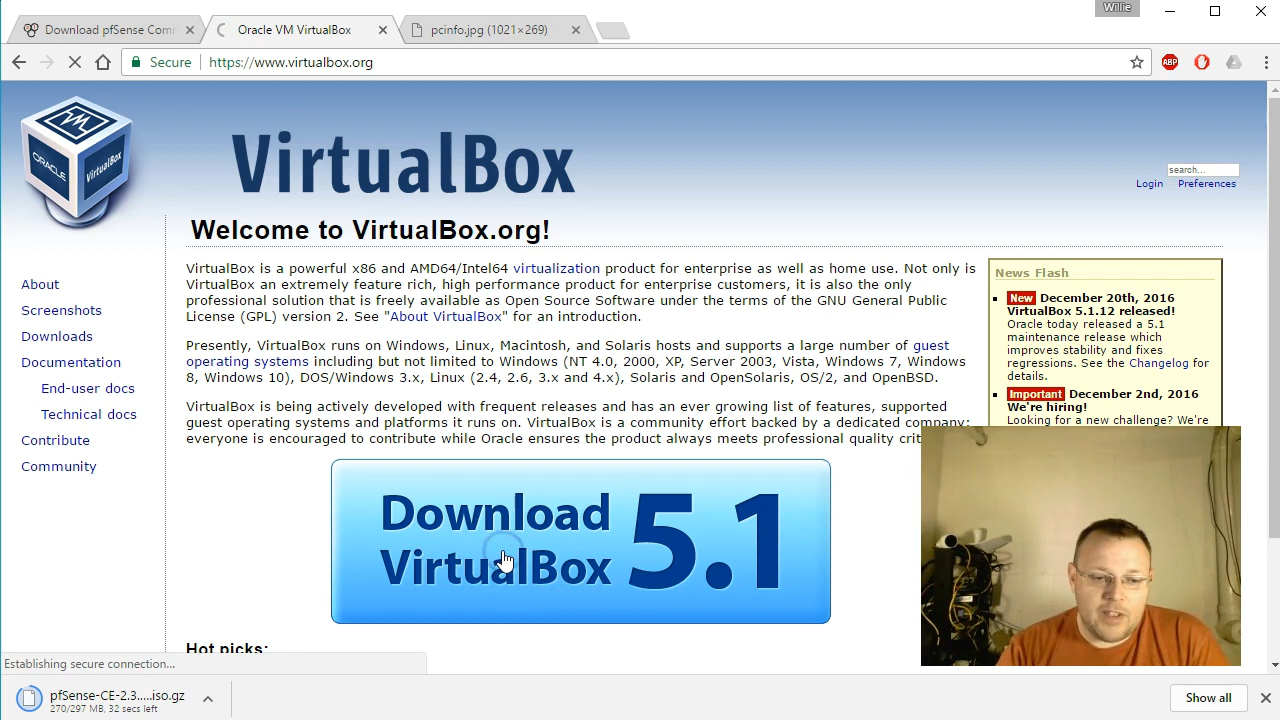 Willie
Download pfSense Com
Oracle VM VirtualBox
pcinfo.jpg (1021×269)
Secure
https://www.virtualbox.org
ABP
ORACLE
VirtualBox
VirtualBox
search...
Login Preferences
Welcome to VirtualBox.org!
About
Screenshots
Downloads
Documentation
End-user docs
Technical docs
Contribute
Community
VirtualBox is a powerful x86 and AMD64/Intel64 virtualization product for enterprise as well as home use. Not only is
VirtualBox an extremely feature rich, high performance product for enterprise customers, it is also the only
professional solution that is freely available as Open Source Software under the terms of the GNU General Public
License (GPL) version 2. See "About VirtualBox" for an introduction.
Presently, VirtualBox runs on Windows, Linux, Macintosh, and Solaris hosts and supports a large number of guest
operating systems including but not limited to Windows (NT 4.0, 2000, XP, Server 2003, Vista, Windows 7, Windows
8, Windows 10), DOS/Windows 3.x, Linux (2.4, 2.6, 3.x and 4.x), Solaris and OpenSolaris, OS/2, and OpenBSD.
VirtualBox is being actively developed with frequent releases and has an ever growing list of features, supported
guest operating systems and platforms it runs on. VirtualBox is a community effort backed by a dedicated company:
everyone is encouraged to contribute while Oracle ensures the product always meets professional quality crit
News Flash
New December 20th, 2016
VirtualBox 5.1.12 released!
Oracle today released a 5.1
maintenance release which
improves stability and fixes
regressions. See the Changelog for
details.
Important December 2nd, 2016
We're hiring!
Looking for a new challenge? We're
Download
VirtualBox
5.1
Hot picks:
Establishing secure connection...
pfSense-CE-2.3.....iso.gz
270/297 MB, 32 secs left
Show all